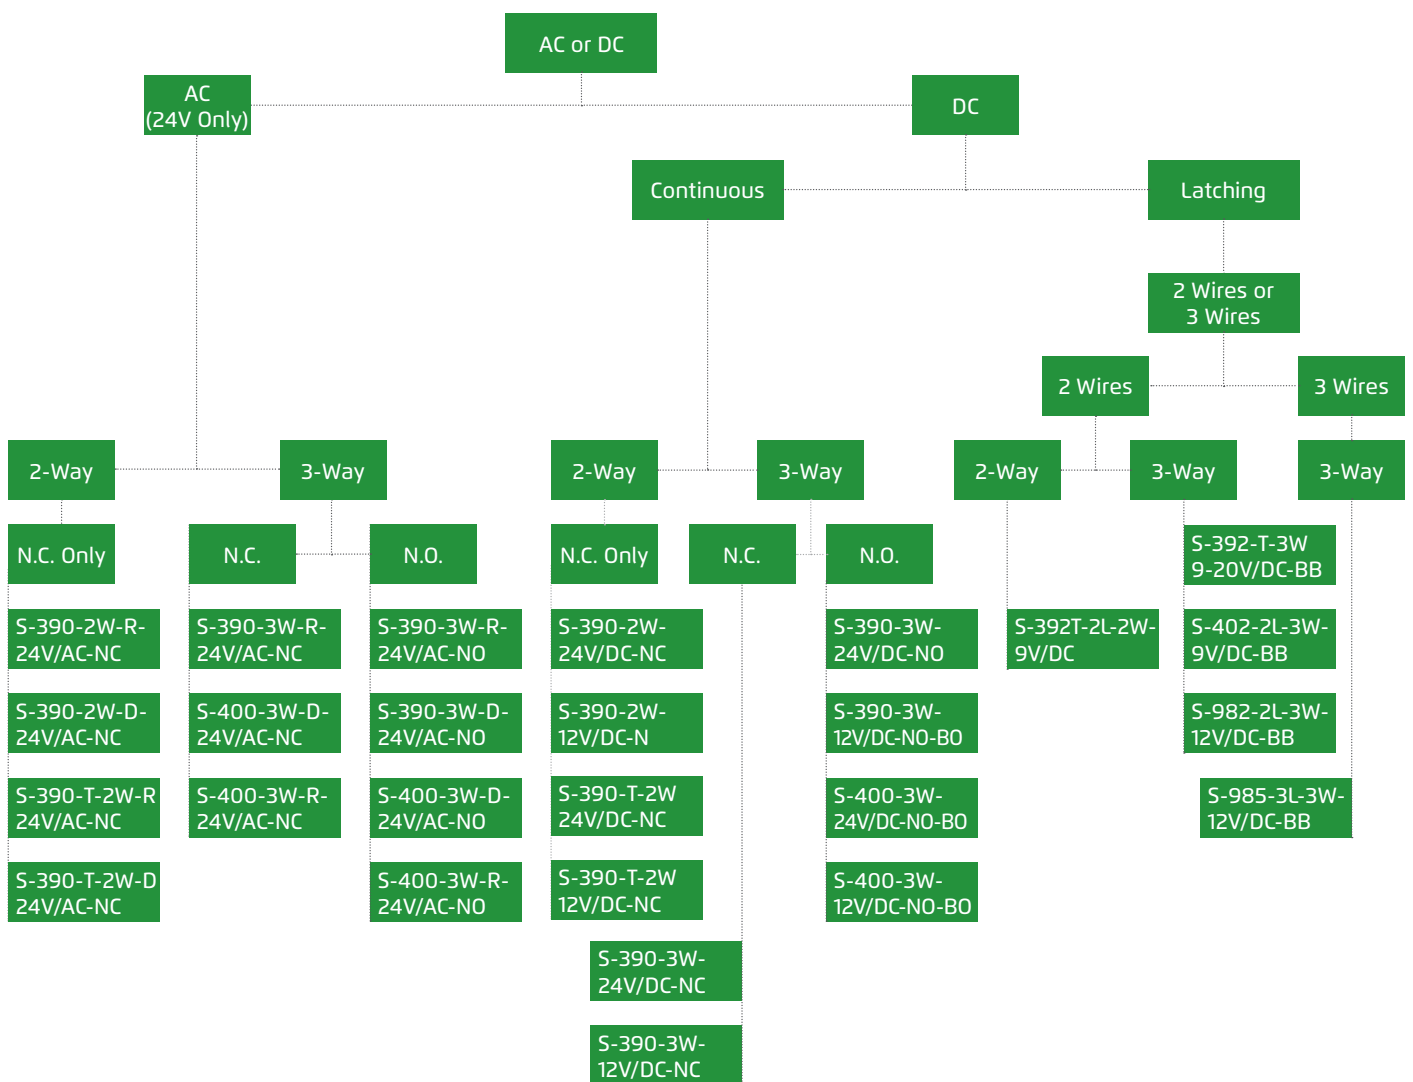 AC or DC
AC
(24V Only)
DC
Continuous
Latching
2 Wires or
3 Wires
2 Wires
3 Wires
2-Way
3-Way
2-Way
3-Way
2-Way
3-Way
3-Way
N.C. Only
N.C.
N.O.
N.C. Only
N.C.
N.O.
S-392-T-3W
9-20V/DC-BB
S-390-2W-R-
24V/AC-NC
S-390-3W-R-
24V/AC-NC
S-390-3W-R-
24V/AC-NO
S-390-2W-
24V/DC-NC
S-390-3W-
24V/DC-NO
S-392T-2L-2W-
9V/DC
S-402-2L-3W-
9V/DC-BB
S-390-2W-D-
24V/AC-NC
S-400-3W-D-
24V/AC-NC
S-390-3W-D-
24V/AC-NO
S-390-2W-
12V/DC-N
S-390-3W-
12V/DC-NO-BO
S-982-2L-3W-
12V/DC-BB
S-390-T-2W-R
24V/AC-NC
S-400-3W-R-
24V/AC-NC
S-400-3W-D-
24V/AC-NO
S-390-T-2W
24V/DC-NC
S-400-3W-
24V/DC-NO-BO
S-985-3L-3W-
12V/DC-BB
S-390-T-2W-D
24V/AC-NC
S-400-3W-R-
24V/AC-NO
S-390-T-2W
12V/DC-NC
S-400-3W-
12V/DC-NO-BO
S-390-3W-
24V/DC-NC
S-390-3W-
12V/DC-NC